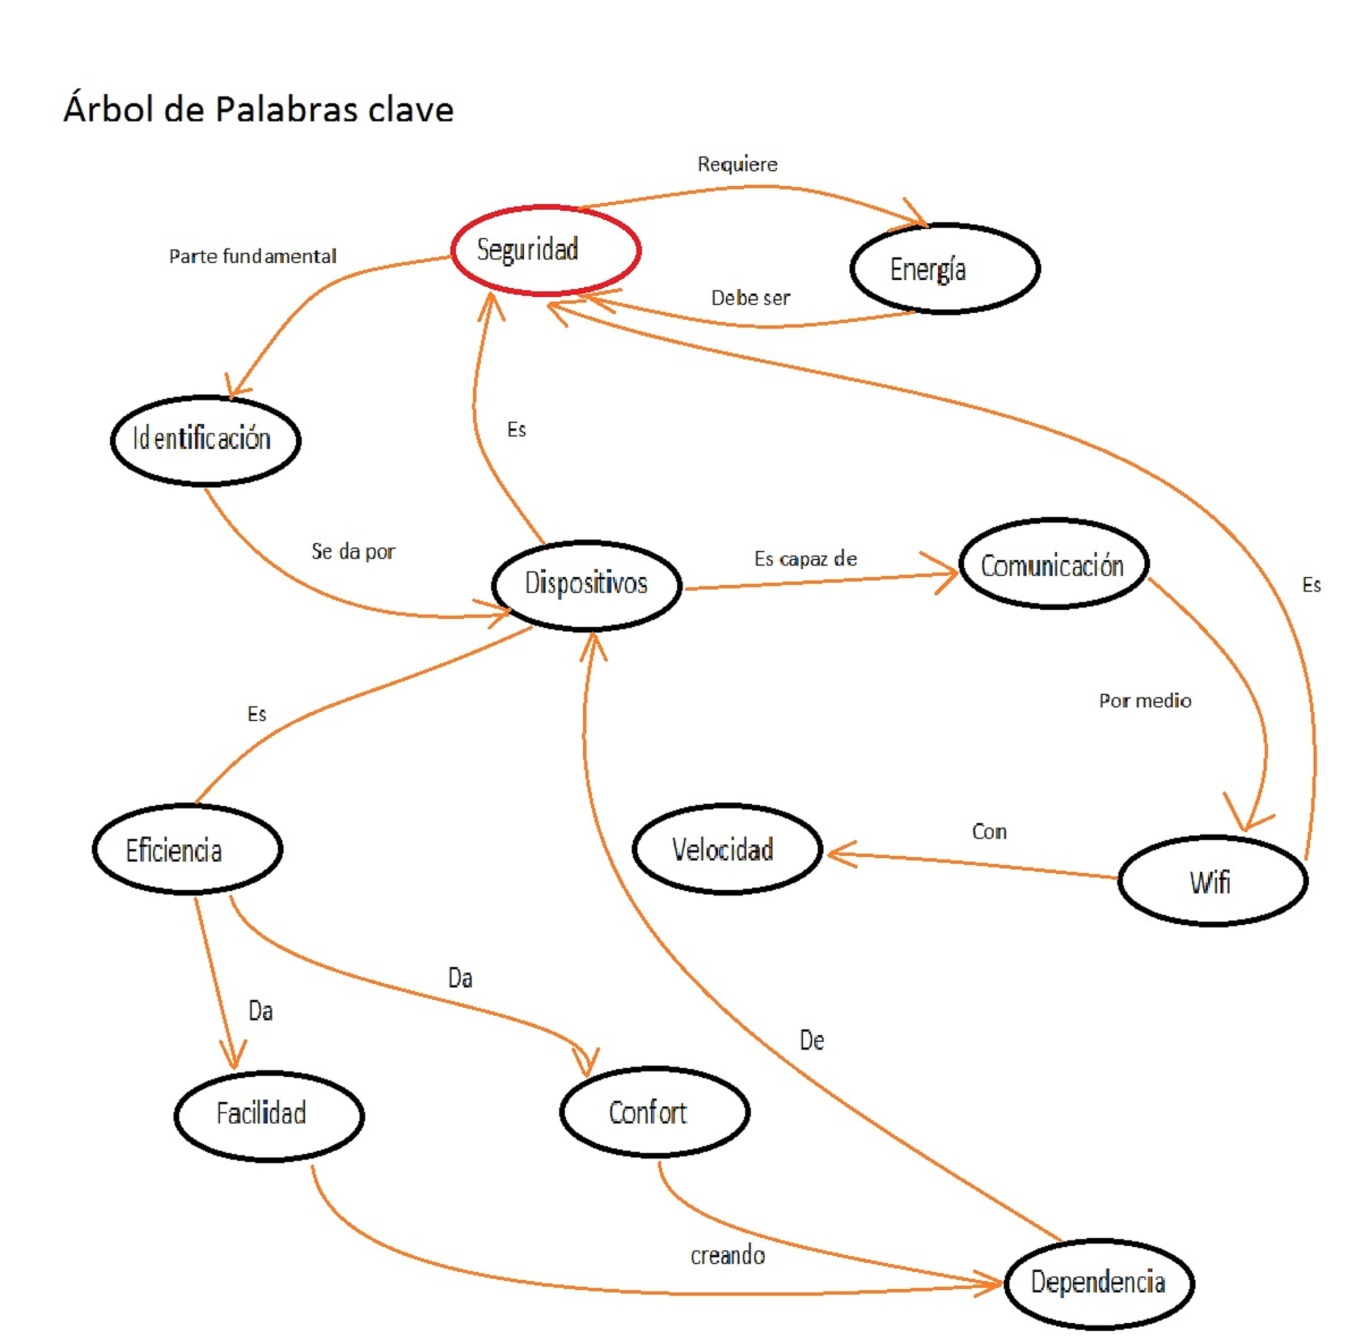 Árbol de Palabras clave
Requiere
Seguridad
Parte fundamental
Energía
Debe ser
Identificación
Es
Se da por
Dispositivos
Es capaz de
Comunicación
Es
Es
Por medio
Eficiencia
Velocidad
Con
Wifi
Da
Da
De
Facilidad
Confort
creando
Dependencia